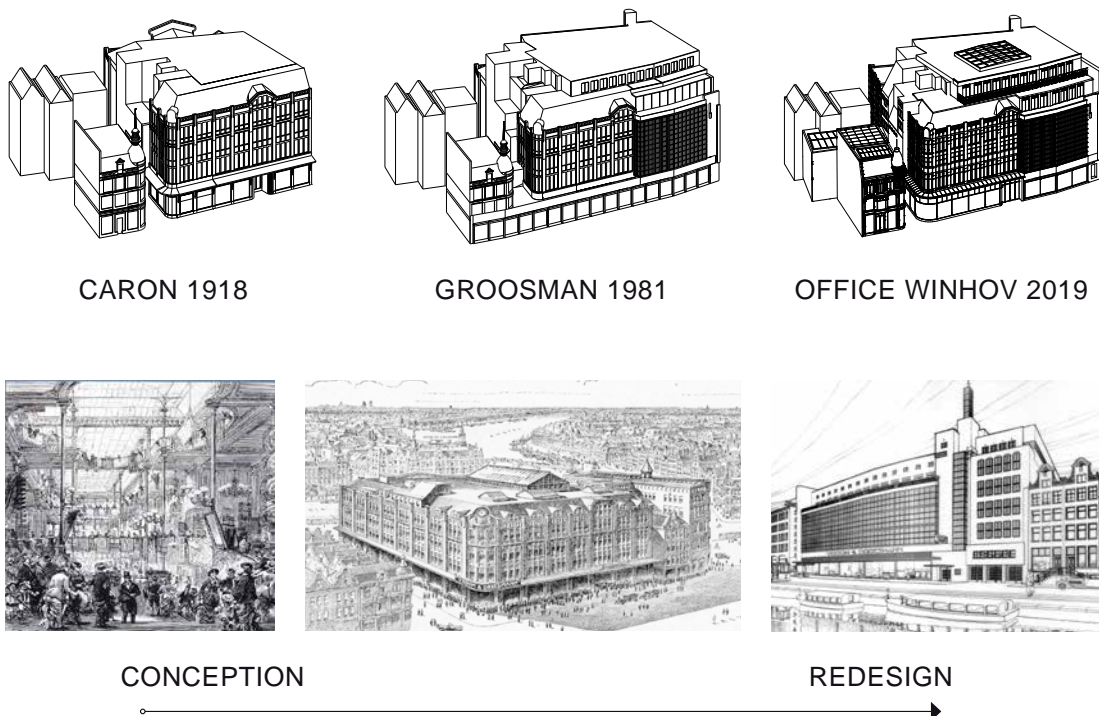 CARON 1918
GROOSMAN 1981
OFFICE WINHOV 2019
CONCEPTION
REDESIGN